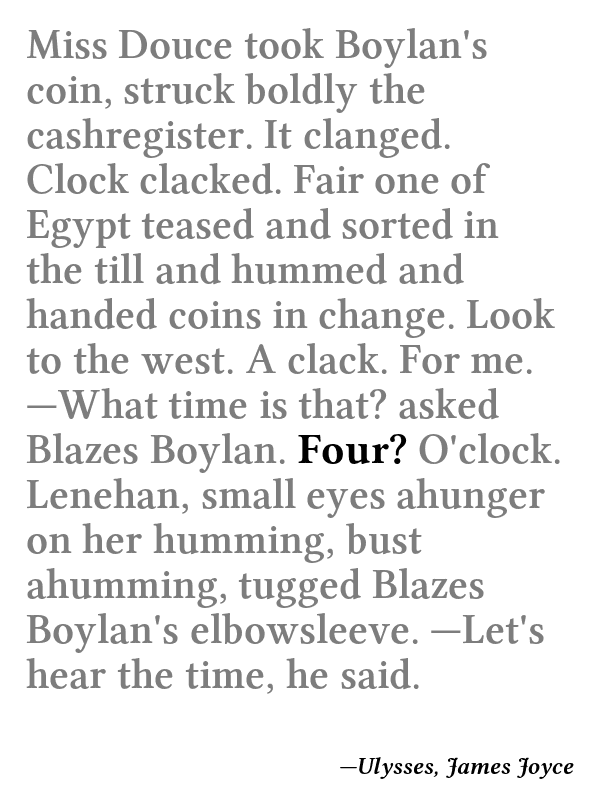 Miss Douce took Boylan's
coin, struck boldly the
cashregister. It clanged.
Clock clacked. Fair one of
Egypt teased and sorted in
the till and hummed and
handed coins in change. Look
to the west. A clack. For me.
—What time is that? asked
Blazes Boylan. Four? O'clock.
Lenehan, small eyes ahunger
on her humming, bust
ahumming, tugged Blazes
Boylan's elbowsleeve. —Let's
hear the time, he said.
—Ulysses, James Joyce